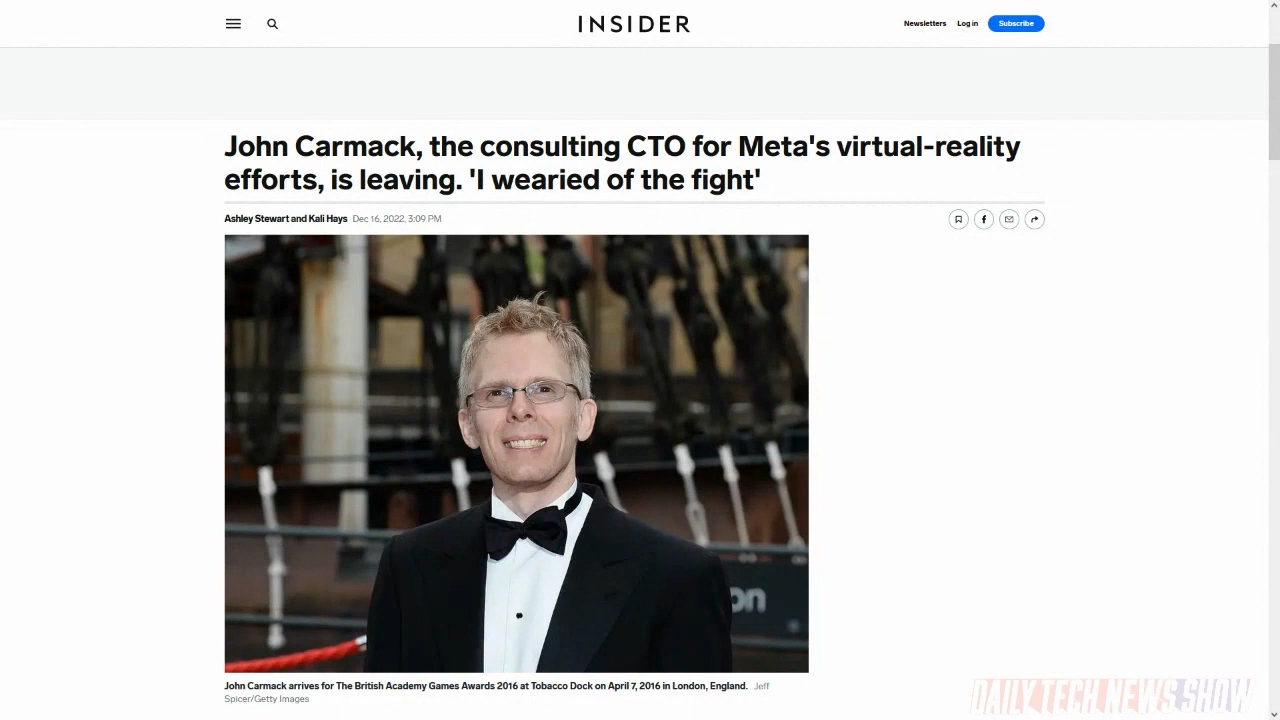 INSIDER
Newsletters
Log in
Subscribe
John Carmack, the consulting CTO for Meta's virtual-reality
efforts, is leaving. 'I wearied of the fight'
Ashley Stewart and Kali Hays Dec 16, 2022, 3:09 PM
on
John Carmack arrives for The British Academy Games Awards 2016 at Tobacco Dock on April 7, 2016 in London, England. Jeff
Spicer/Getty Images
DAILY TECH NEWS SHOW